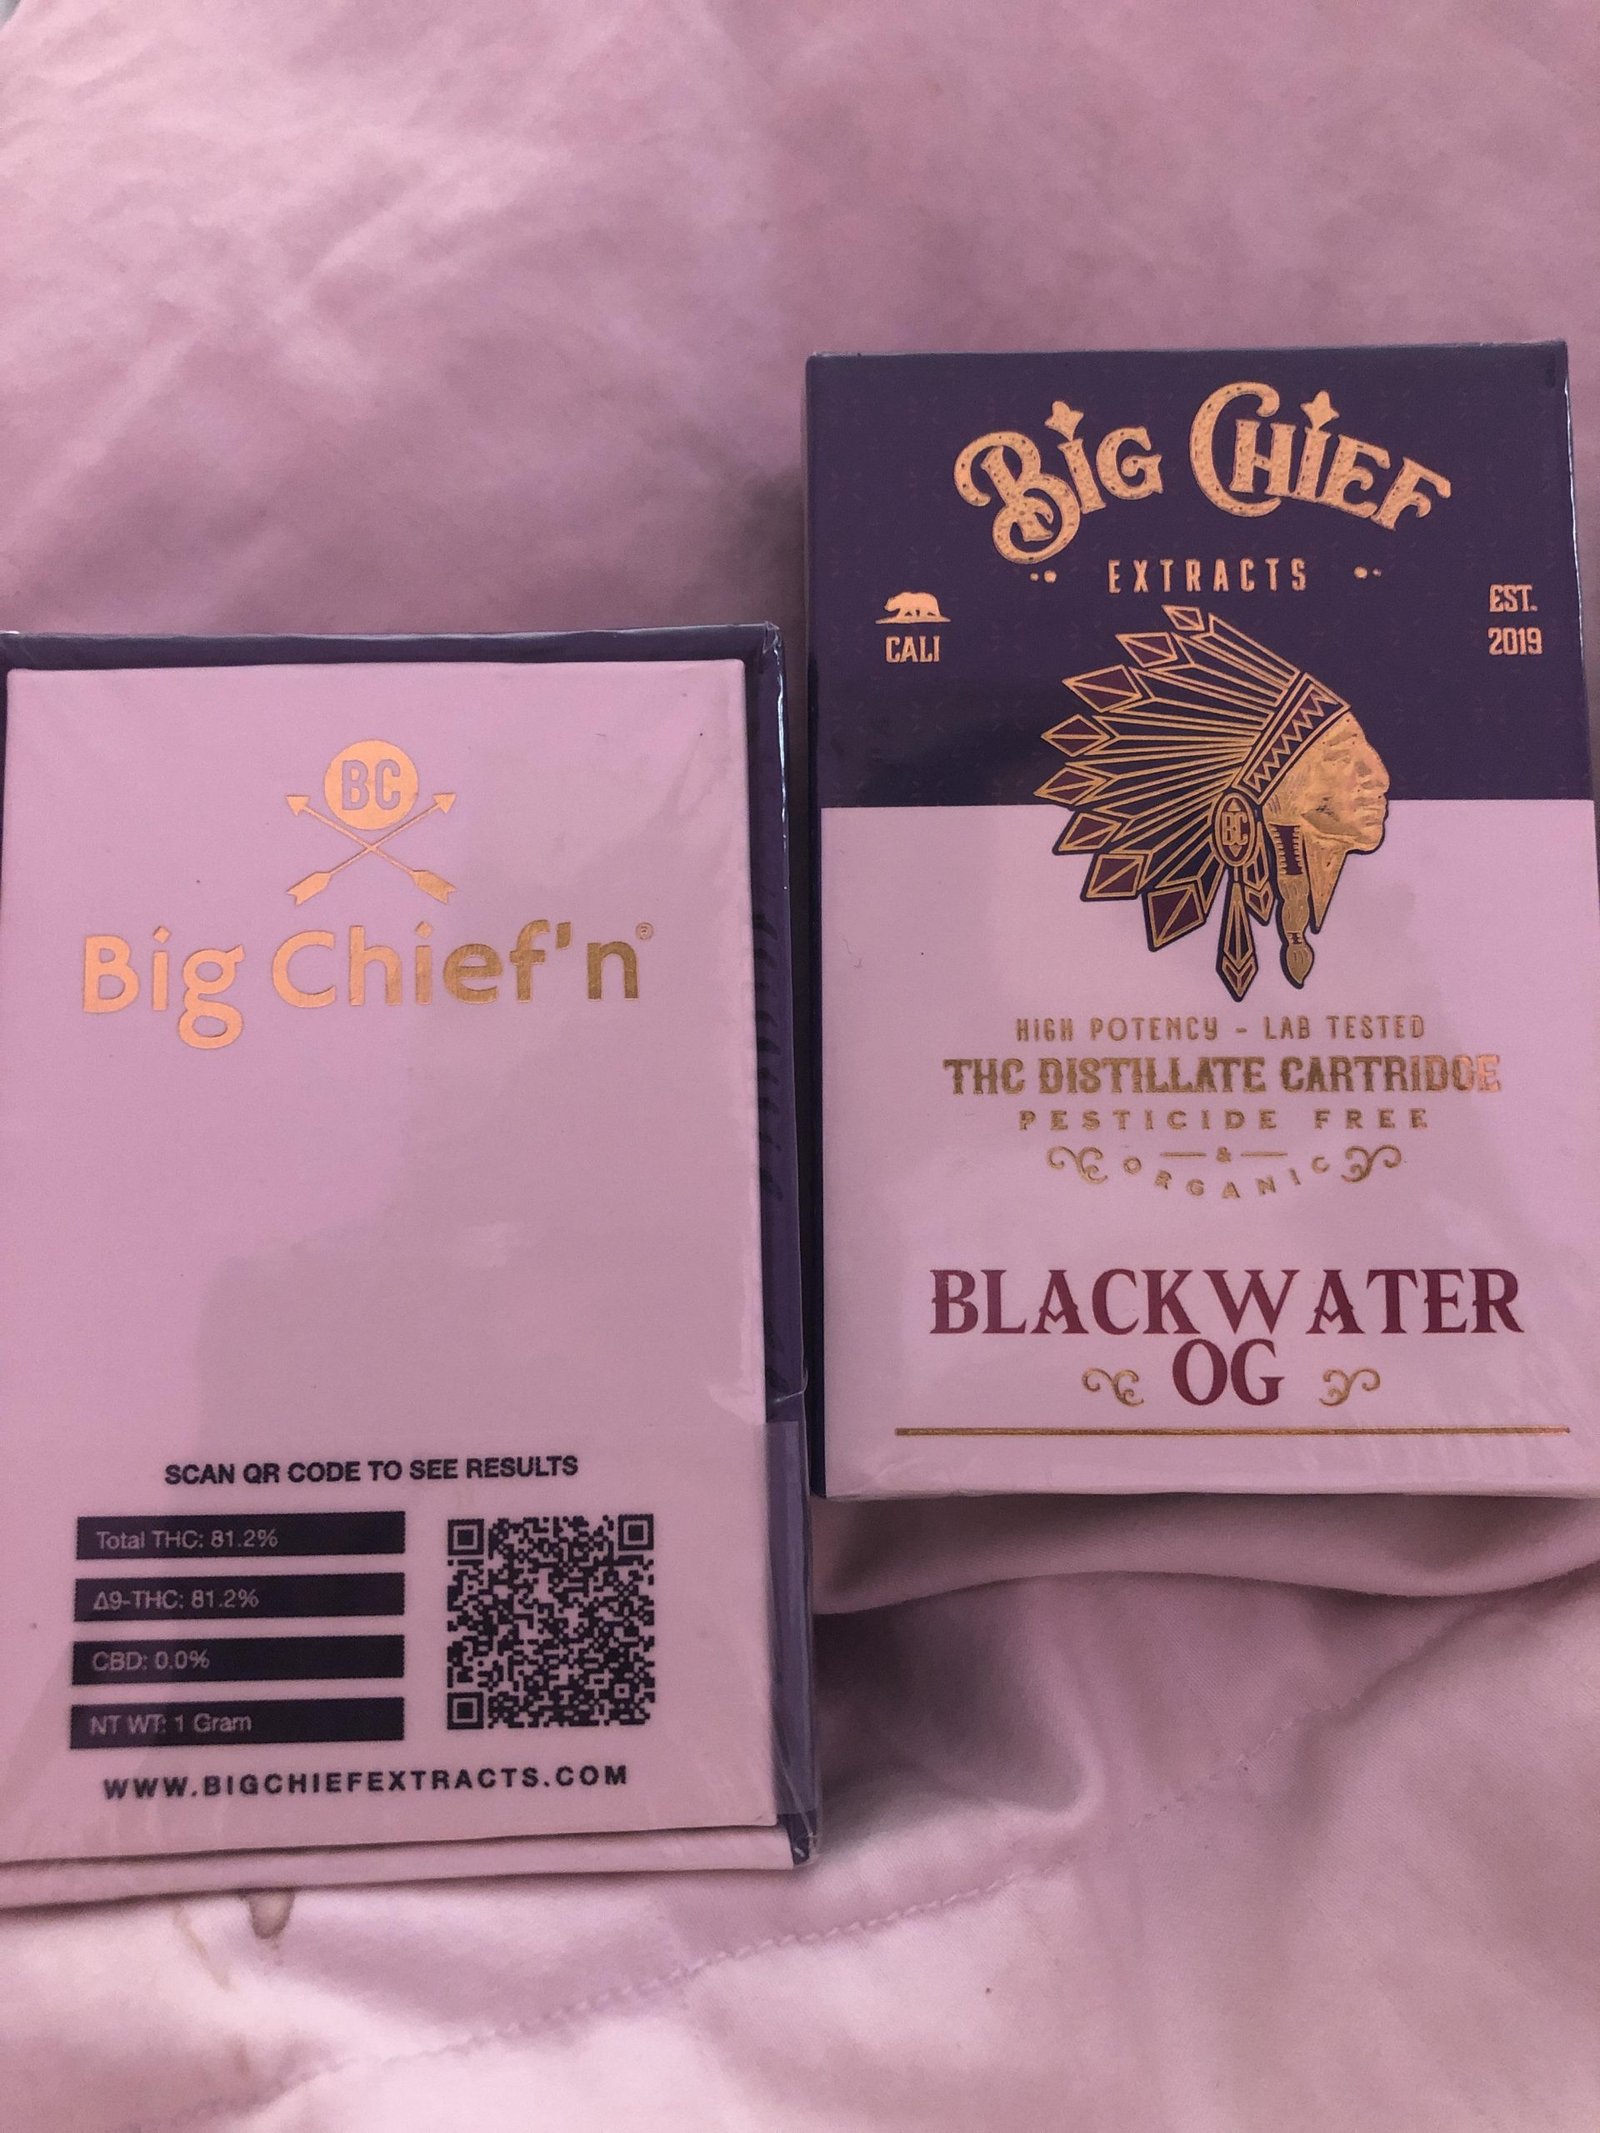 BC
Big Chief'n®
SCAN QR CODE TO SEE RESULTS
Total THC: 81.2%
Δ9-THC: 81.2%
CBD: 0.0%
NT WT: 1 Gram
WWW.BIGCHIEFEXTRACTS.COM
BIG CHIEF
EXTRACTS
CALI
EST.
2019
BC
HIGH POTENCY - LAB TESTED
THC DISTILLATE CARTRIDGE
PESTICIDE FREE
&
ORGANIC
BLACKWATER
OG